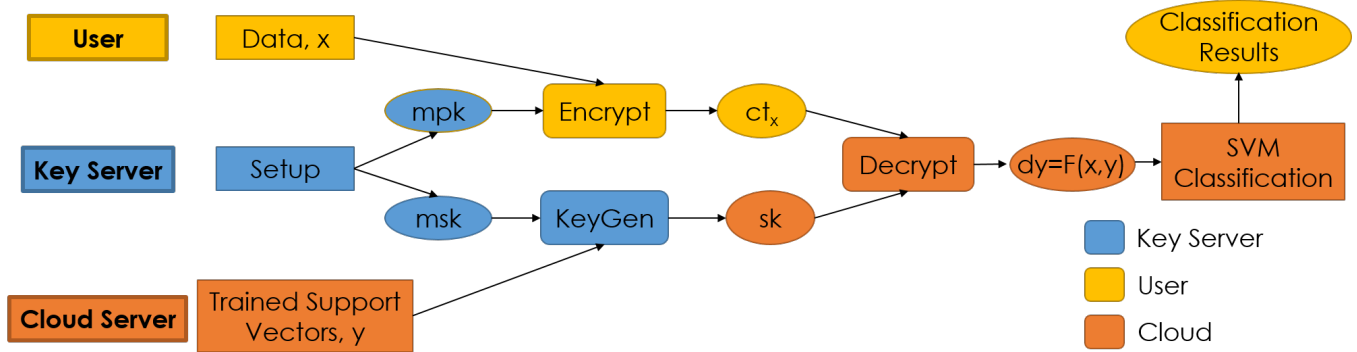 User
Data, x
Classification
Results
mpk
Encrypt
ctₓ
Key Server
Setup
Decrypt
dy=F(x,y)
SVM
Classification
msk
KeyGen
sk
Key Server
User
Cloud
Cloud Server
Trained Support
Vectors, y